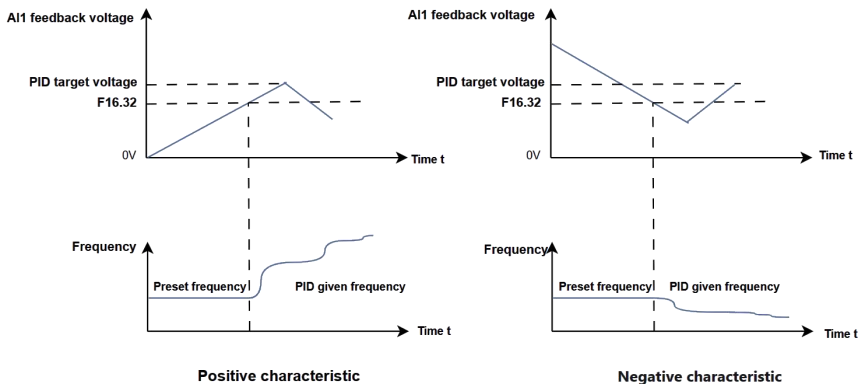 AI1 feedback voltage
PID target voltage
F16.32
0V
Time t
Frequency
Preset frequency
PID given frequency
Time t
Positive characteristic
AI1 feedback voltage
PID target voltage
F16.32
0V
Time t
Frequency
Preset frequency
PID given frequency
Time t
Negative characteristic